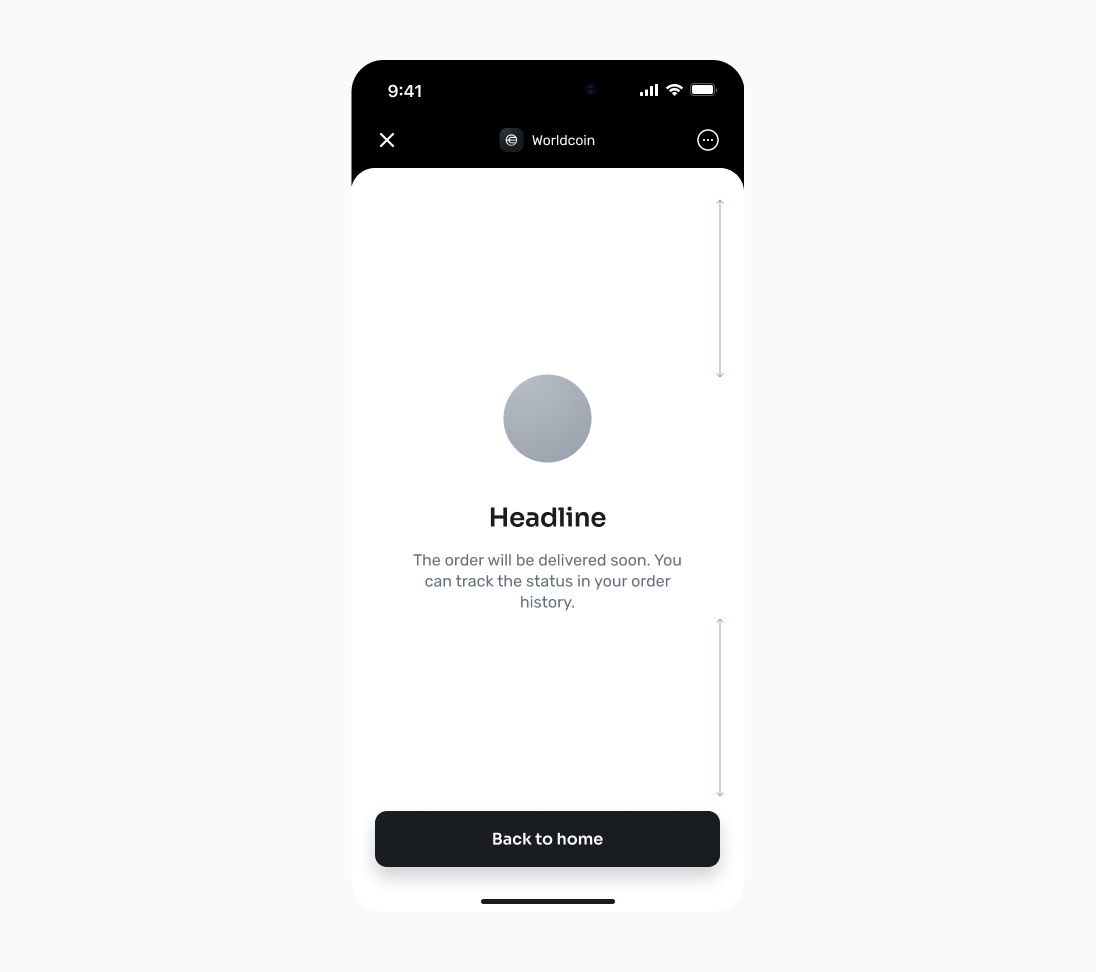 9:41
Worldcoin
Headline
The order will be delivered soon. You
can track the status in your order
history.
Back to home